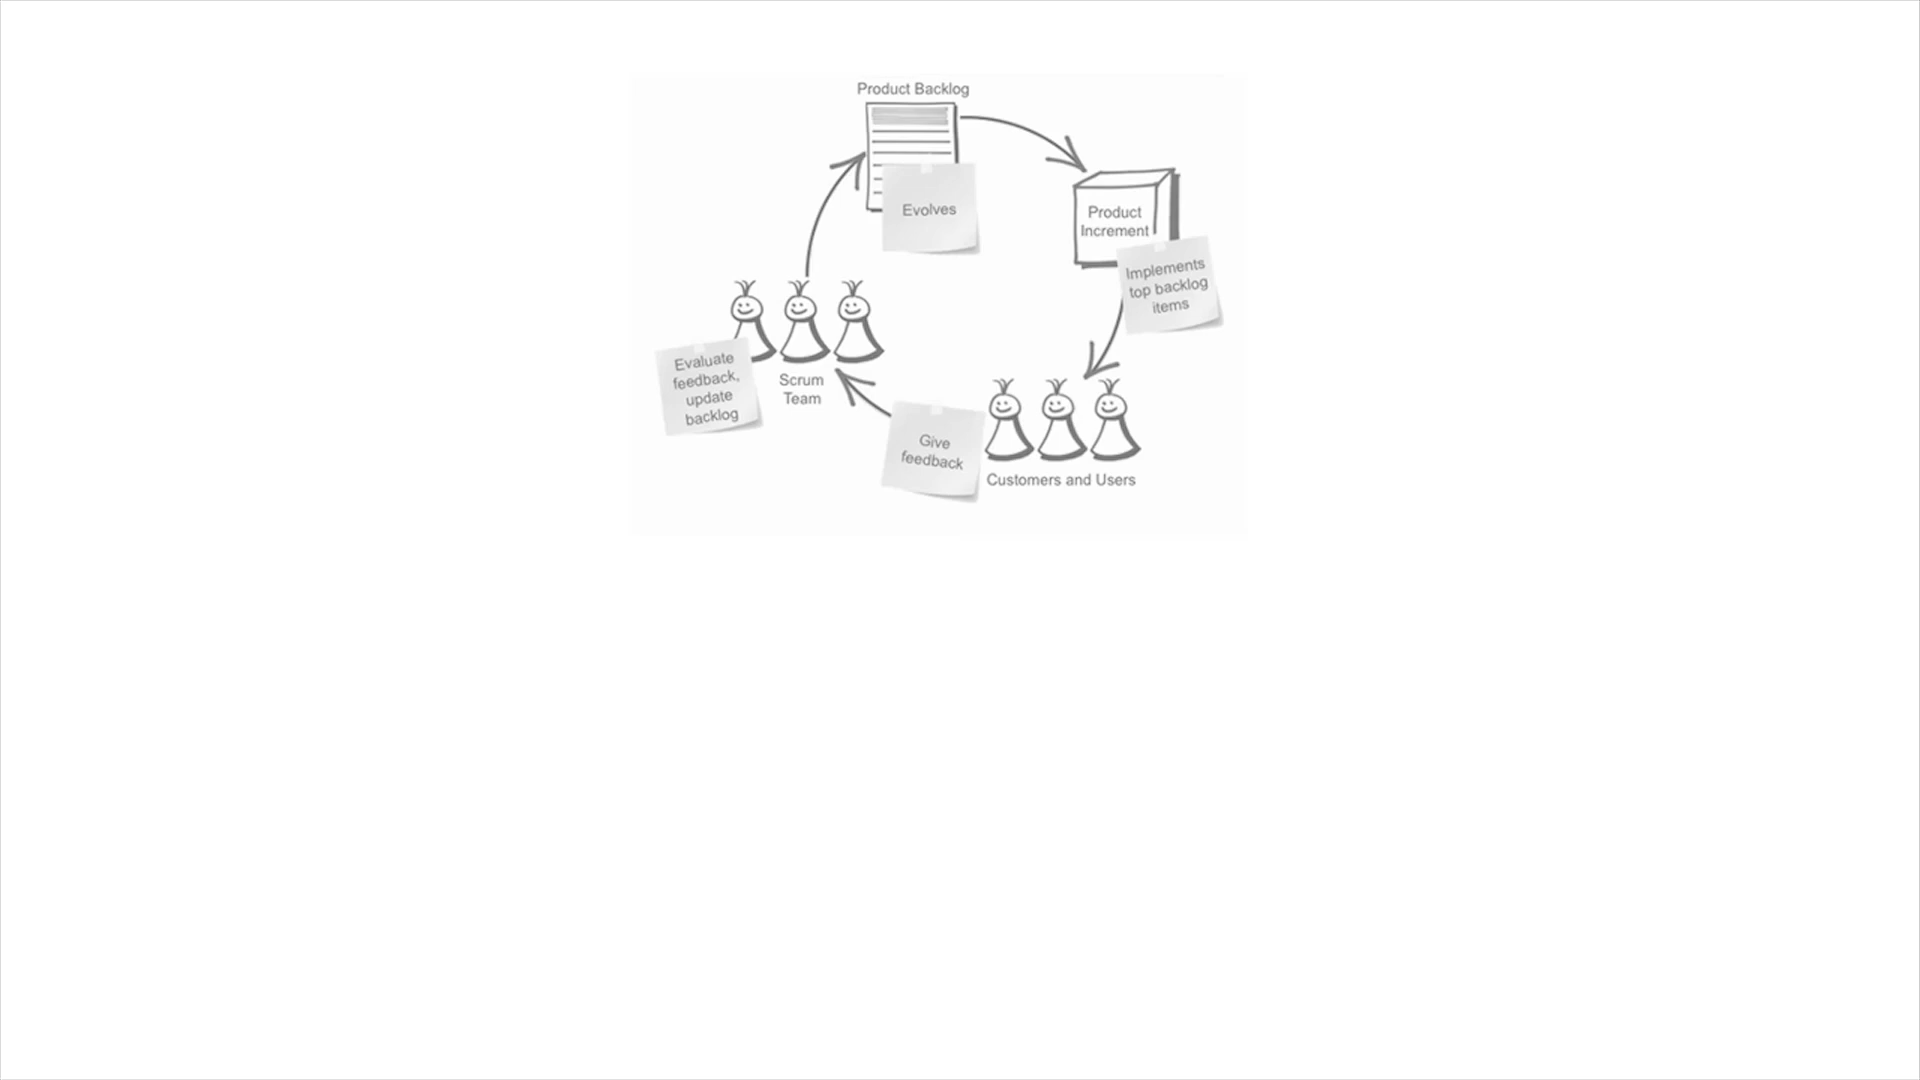 Product Backlog
Evolves
Product
Increment
Implements
top backlog
items
Evaluate
feedback,
update
backlog
Scrum
Team
Give
feedback
Customers and Users